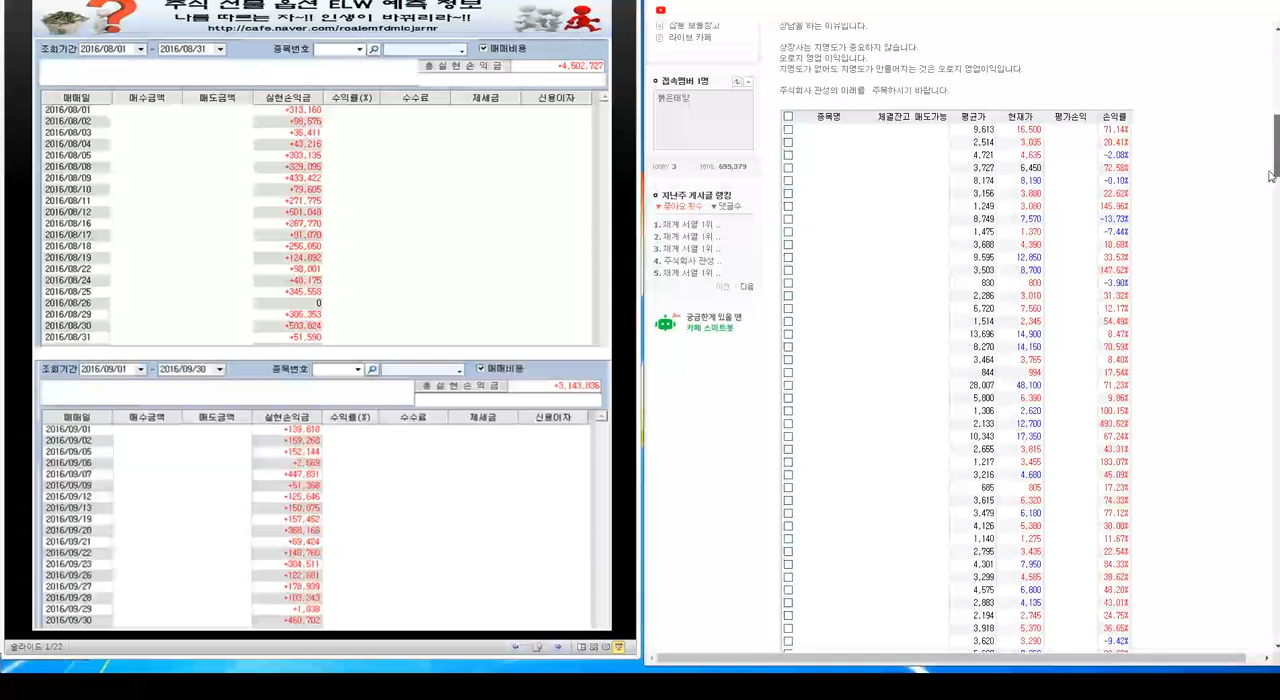 주식 선물 옵션 ELW 예측 정보
나를 따르는 자~!! 인생이 바뀌리라~!!
http://cafe.naver.com/roalemfdmlojsrnr
조회기간 2016/08/01 ~ 2016/08/31 종목번호 매매비용
총 실 현 손 익 금 +4,502,727
매매일 매수금액 매도금액 실현손익금 수익률(%) 수수료 제세금 신용이자
2016/08/01 +313,160
2016/08/02 +98,576
2016/08/03 +36,411
2016/08/04 +43,216
2016/08/05 +303,135
2016/08/08 +329,095
2016/08/09 +433,422
2016/08/10 +79,605
2016/08/11 +271,775
2016/08/12 +501,048
2016/08/16 +267,770
2016/08/17 +91,070
2016/08/18 +256,050
2016/08/19 +124,892
2016/08/22 +98,001
2016/08/24 +48,175
2016/08/25 +345,558
2016/08/26 0
2016/08/29 +306,353
2016/08/30 +503,824
2016/08/31 +51,590
조회기간 2016/09/01 ~ 2016/09/30 종목번호 매매비용
총 실 현 손 익 금 +3,143,836
매매일 매수금액 매도금액 실현손익금 수익률(%) 수수료 제세금 신용이자
2016/09/01 +139,818
2016/09/02 +159,268
2016/09/05 +152,144
2016/09/06 +2,669
2016/09/07 +447,831
2016/09/09 +51,368
2016/09/12 +125,646
2016/09/13 +150,075
2016/09/19 +157,452
2016/09/20 +368,168
2016/09/21 +69,424
2016/09/22 +148,760
2016/09/23 +304,511
2016/09/26 +122,681
2016/09/27 +178,939
2016/09/28 +103,343
2016/09/29 +1,038
2016/09/30 +460,702
슬라이드 1/22
라이브 카페
접속멤버 1명
붉은태양
TODAY 3 TOTAL 695,379
지난주 게시글 랭킹
▼좋아요 횟수 ▼댓글수
1. 재계 서열 1위 ..
2. 재계 서열 1위 ..
3. 재계 서열 1위 ..
4. 주식회사 관성 ..
5. 재계 서열 1위 ..
이전 다음
궁금한게 있을 땐
카페 스마트봇
상담을 하는 이유입니다.
상장사는 지명도가 중요하지 않습니다.
오로지 영업 이익입니다.
지명도가 없어도 지명도가 만들어지는 것은 오로지 영업이익입니다.
주식회사 관성의 미래를 주목하시기 바랍니다.
종목명 체결잔고 매도가능 평균가 현재가 평가손익 손익률
9,613 16,500 71.14%
2,514 3,035 20.41%
4,721 4,635 -2.08%
3,727 6,450 72.58%
8,174 8,190 -0.10%
3,156 3,880 22.62%
1,249 3,080 145.96%
8,749 7,570 -13.73%
1,475 1,370 -7.44%
3,688 4,390 18.68%
9,595 12,850 33.53%
3,503 8,700 147.62%
830 800 -3.90%
2,286 3,010 31.32%
6,720 7,560 12.17%
1,514 2,345 54.49%
13,696 14,900 8.47%
8,270 14,150 70.59%
3,464 3,765 8.40%
844 994 17.54%
28,007 48,100 71.23%
5,800 6,390 9.86%
1,306 2,620 100.15%
2,133 12,700 493.62%
10,343 17,350 67.24%
2,655 3,815 43.31%
1,217 3,455 183.07%
3,216 4,680 45.09%
685 805 17.23%
3,615 6,320 74.33%
3,479 6,180 77.12%
4,126 5,380 30.00%
1,140 1,275 11.67%
2,795 3,435 22.54%
4,301 7,950 84.33%
3,299 4,585 38.62%
4,575 6,800 48.20%
2,883 4,135 43.01%
2,194 2,745 24.75%
3,918 5,370 36.65%
3,620 3,290 -9.42%